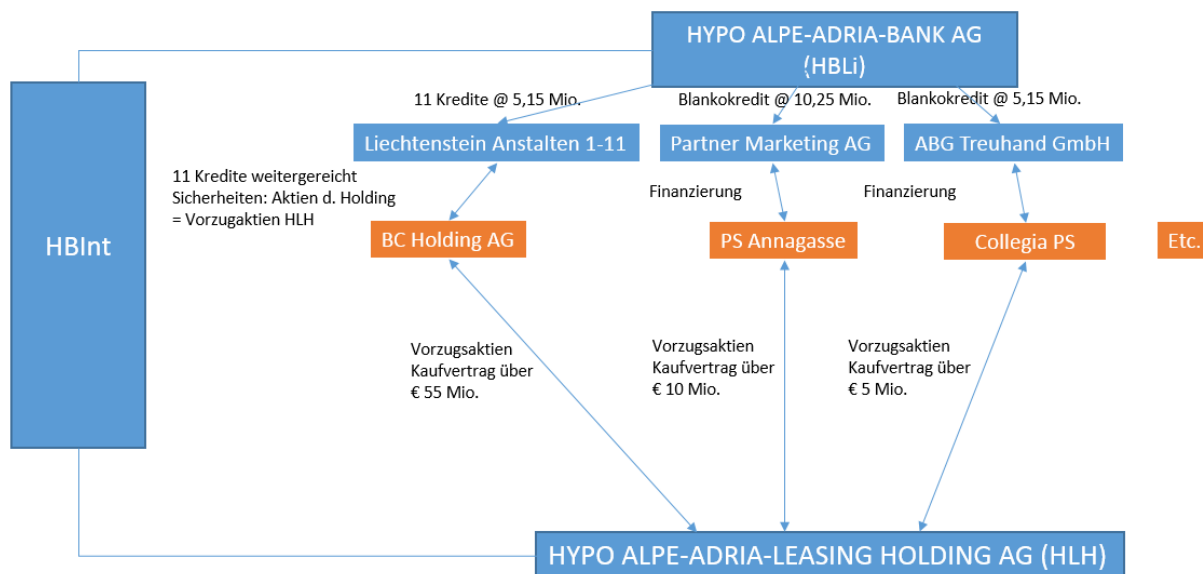 HYPO ALPE-ADRIA-BANK AG
(HBLi)
11 Kredite @ 5,15 Mio.
Blankokredit @ 10,25 Mio.
Blankokredit @ 5,15 Mio.
Liechtenstein Anstalten 1-11
Partner Marketing AG
ABG Treuhand GmbH
11 Kredite weitergereicht
Sicherheiten: Aktien d. Holding
= Vorzugaktien HLH
Finanzierung
Finanzierung
HBInt
BC Holding AG
PS Annagasse
Collegia PS
Etc.
Vorzugsaktien
Kaufvertrag über
€ 55 Mio.
Vorzugsaktien
Kaufvertrag über
€ 10 Mio.
Vorzugsaktien
Kaufvertrag über
€ 5 Mio.
HYPO ALPE-ADRIA-LEASING HOLDING AG (HLH)